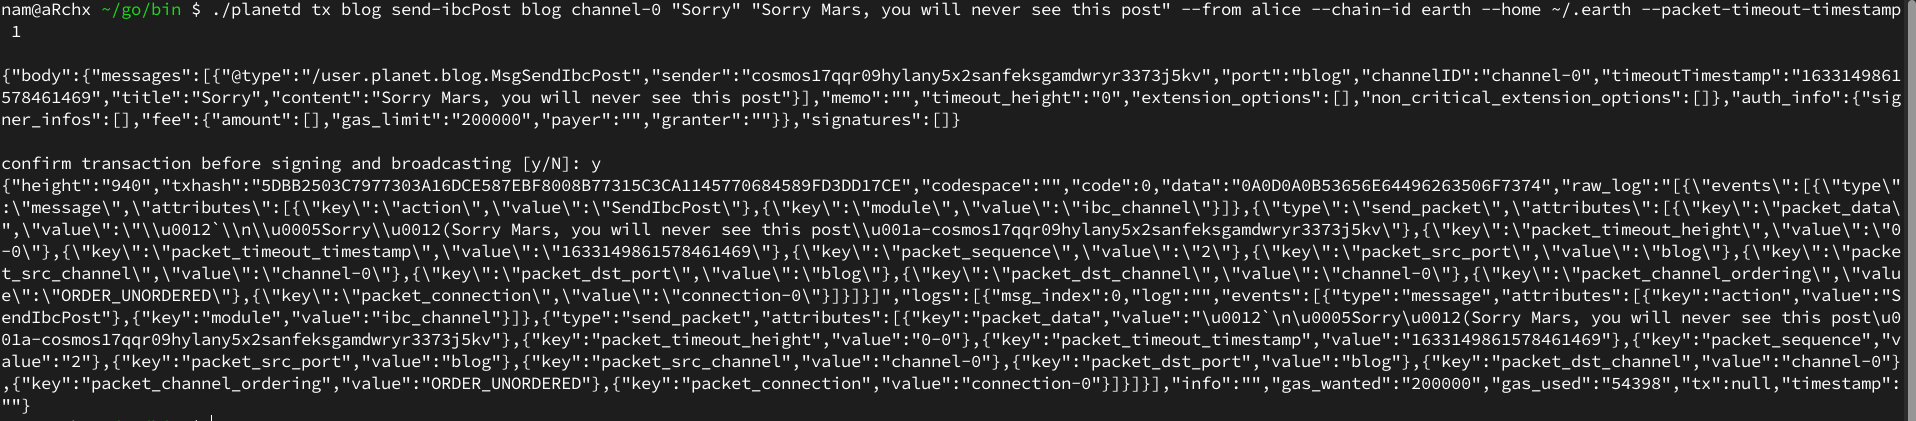 nam@aRchx ~/go/bin $ ./planetd tx blog send-ibcPost blog channel-0 "Sorry" "Sorry Mars, you will never see this post" --from alice --chain-id earth --home ~/.earth --packet-timeout-timestamp
1
{"body":{"messages":[{"@type":"/user.planet.blog.MsgSendIbcPost","sender":"cosmos17qqr09hylany5x2sanfeksgamdwryr3373j5kv","port":"blog","channelID":"channel-0","timeoutTimestamp":"1633149861
578461469","title":"Sorry","content":"Sorry Mars, you will never see this post"}],"memo":"","timeout_height":"0","extension_options":[],"non_critical_extension_options":[]},"auth_info":{"sig
ner_infos":[],"fee":{"amount":[],"gas_limit":"200000","payer":"","granter":""}},"signatures":[]}
confirm transaction before signing and broadcasting [y/N]: y
{"height":"940","txhash":"5DBB2503C7977303A16DCE587EBF8008B77315C3CA1145770684589FD3DD17CE","codespace":"","code":0,"data":"0A0D0A0B53656E64496263506F7374","raw_log":"[{\"events\":[{\"type\"
:\"message\",\"attributes\":[{\"key\":\"action\",\"value\":\"SendIbcPost\"},{\"key\":\"module\",\"value\":\"ibc_channel\"}]},{\"type\":\"send_packet\",\"attributes\":[{\"key\":\"packet_data\
",\"value\":\"\\u0012`\\n\\u0005Sorry\\u0012(Sorry Mars, you will never see this post\\u001a-cosmos17qqr09hylany5x2sanfeksgamdwryr3373j5kv\"},{\"key\":\"packet_timeout_height\",\"value\":\"0
-0\"},{\"key\":\"packet_timeout_timestamp\",\"value\":\"1633149861578461469\"},{\"key\":\"packet_sequence\",\"value\":\"2\"},{\"key\":\"packet_src_port\",\"value\":\"blog\"},{\"key\":\"packe
t_src_channel\",\"value\":\"channel-0\"},{\"key\":\"packet_dst_port\",\"value\":\"blog\"},{\"key\":\"packet_dst_channel\",\"value\":\"channel-0\"},{\"key\":\"packet_channel_ordering\",\"valu
e\":\"ORDER_UNORDERED\"},{\"key\":\"packet_connection\",\"value\":\"connection-0\"}]}]}]","logs":[{"msg_index":0,"log":"","events":[{"type":"message","attributes":[{"key":"action","value":"S
endIbcPost"},{"key":"module","value":"ibc_channel"}]},{"type":"send_packet","attributes":[{"key":"packet_data","value":"\u0012`\n\u0005Sorry\u0012(Sorry Mars, you will never see this post\u0
01a-cosmos17qqr09hylany5x2sanfeksgamdwryr3373j5kv"},{"key":"packet_timeout_height","value":"0-0"},{"key":"packet_timeout_timestamp","value":"1633149861578461469"},{"key":"packet_sequence","v
alue":"2"},{"key":"packet_src_port","value":"blog"},{"key":"packet_src_channel","value":"channel-0"},{"key":"packet_dst_port","value":"blog"},{"key":"packet_dst_channel","value":"channel-0"}
,{"key":"packet_channel_ordering","value":"ORDER_UNORDERED"},{"key":"packet_connection","value":"connection-0"}]}]}],"info":"","gas_wanted":"200000","gas_used":"54398","tx":null,"timestamp":
""}